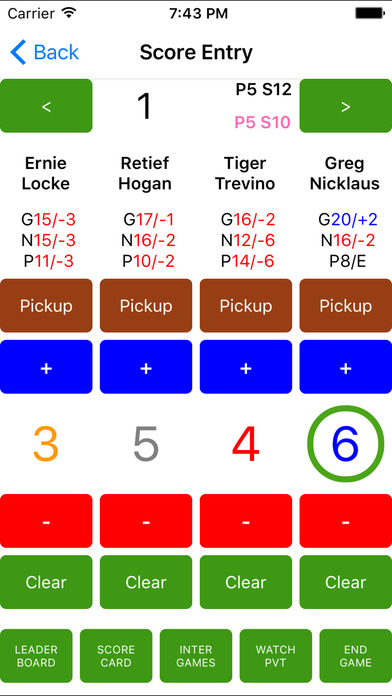 Carrier 7:43 PM
Back Score Entry
< 1 P5 S12 >
P5 S10
Ernie Retief Tiger Greg
Locke Hogan Trevino Nicklaus
G15/-3 G17/-1 G16/-2 G20/+2
N15/-3 N16/-2 N12/-6 N16/-2
P11/-3 P10/-2 P14/-6 P8/E
Pickup Pickup Pickup Pickup
+ + + +
3 5 4 6
- - - -
Clear Clear Clear Clear
LEADER SCORE INTER WATCH END
BOARD CARD GAMES PVT GAME